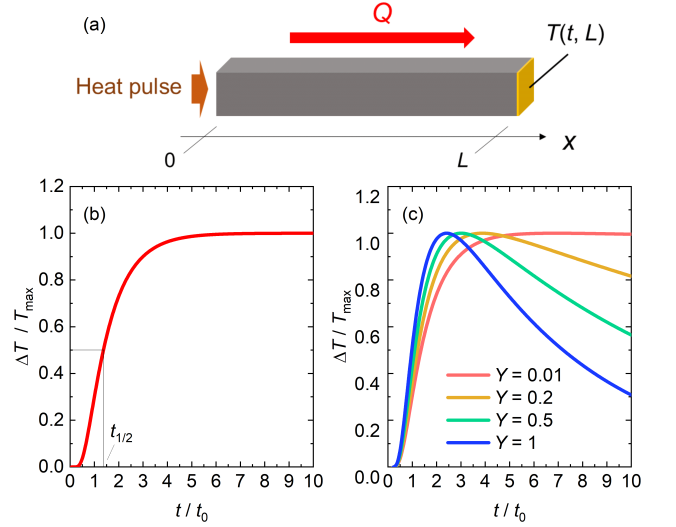 (a)
Q
T(t, L)
Heat pulse
0
L
x
(b)
1.2
1.0
0.8
0.6
0.4
0.2
0.0
ΔT / Tmax
t1/2
0 1 2 3 4 5 6 7 8 9 10
t / t0
(c)
1.2
1.0
0.8
0.6
0.4
0.2
0.0
ΔT / Tmax
Y = 0.01
Y = 0.2
Y = 0.5
Y = 1
0 1 2 3 4 5 6 7 8 9 10
t / t0